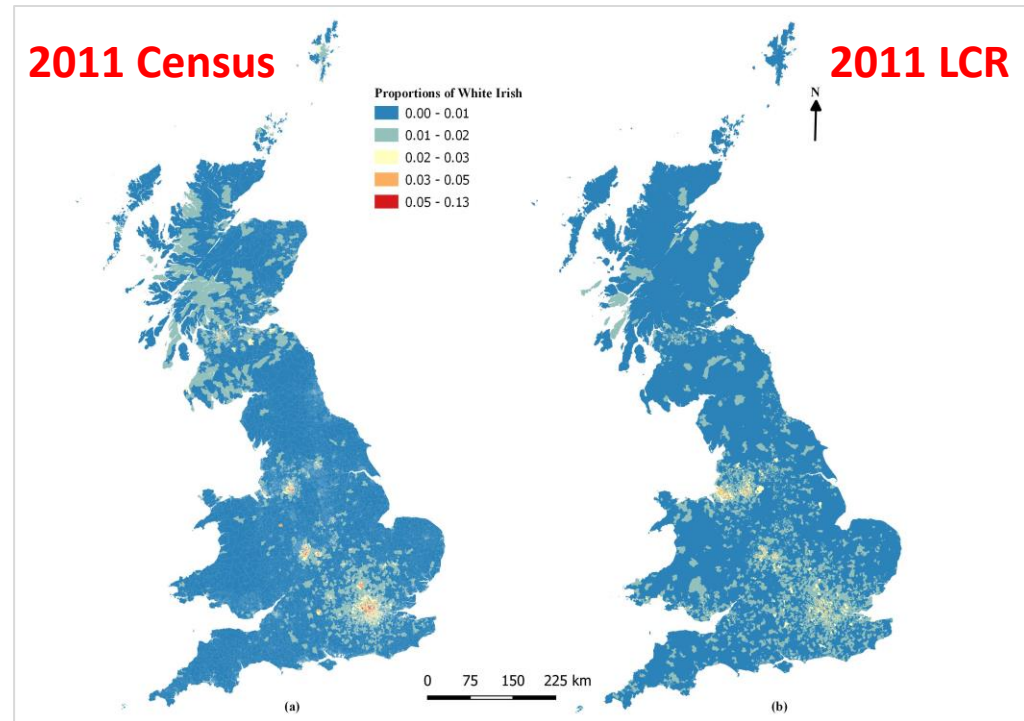 2011 Census
2011 LCR
N
Proportions of White Irish
0.00 - 0.01
0.01 - 0.02
0.02 - 0.03
0.03 - 0.05
0.05 - 0.13
0 75 150 225 km
(a)
(b)